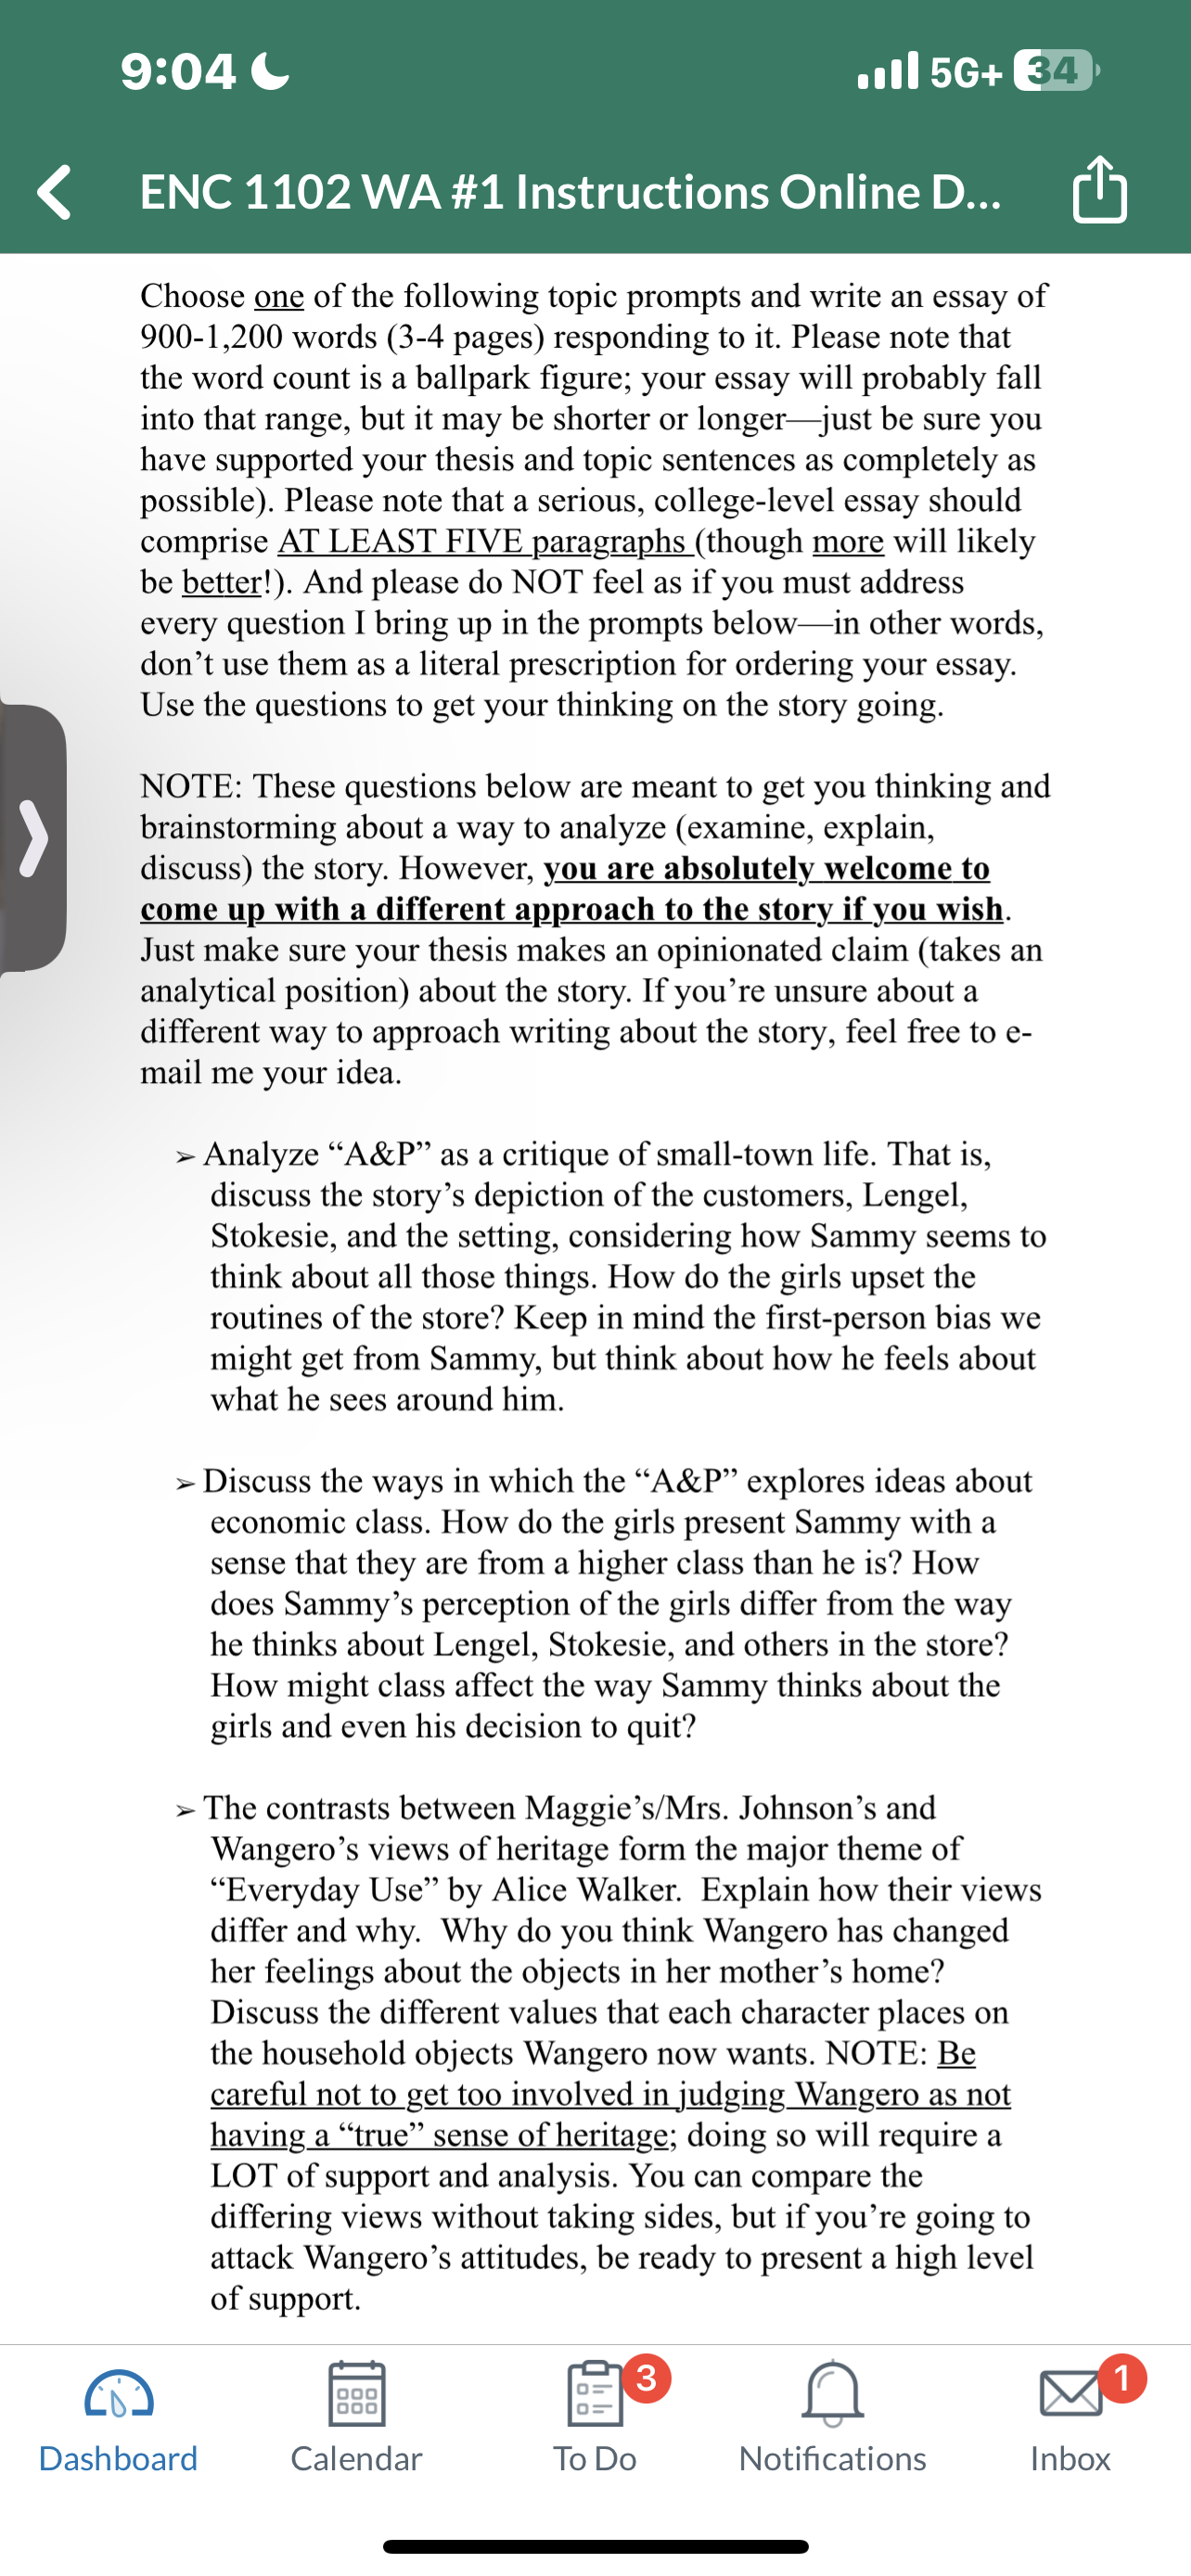 9:04
5G+ 34
ENC 1102 WA #1 Instructions Online D...
Choose one of the following topic prompts and write an essay of
900-1,200 words (3-4 pages) responding to it. Please note that
the word count is a ballpark figure; your essay will probably fall
into that range, but it may be shorter or longer—just be sure you
have supported your thesis and topic sentences as completely as
possible). Please note that a serious, college-level essay should
comprise AT LEAST FIVE paragraphs (though more will likely
be better!). And please do NOT feel as if you must address
every question I bring up in the prompts below—in other words,
don’t use them as a literal prescription for ordering your essay.
Use the questions to get your thinking on the story going.
NOTE: These questions below are meant to get you thinking and
brainstorming about a way to analyze (examine, explain,
discuss) the story. However, you are absolutely welcome to
come up with a different approach to the story if you wish.
Just make sure your thesis makes an opinionated claim (takes an
analytical position) about the story. If you’re unsure about a
different way to approach writing about the story, feel free to e-
mail me your idea.
➢ Analyze “A&P” as a critique of small-town life. That is,
discuss the story’s depiction of the customers, Lengel,
Stokesie, and the setting, considering how Sammy seems to
think about all those things. How do the girls upset the
routines of the store? Keep in mind the first-person bias we
might get from Sammy, but think about how he feels about
what he sees around him.
➢ Discuss the ways in which the “A&P” explores ideas about
economic class. How do the girls present Sammy with a
sense that they are from a higher class than he is? How
does Sammy’s perception of the girls differ from the way
he thinks about Lengel, Stokesie, and others in the store?
How might class affect the way Sammy thinks about the
girls and even his decision to quit?
➢ The contrasts between Maggie’s/Mrs. Johnson’s and
Wangero’s views of heritage form the major theme of
“Everyday Use” by Alice Walker.  Explain how their views
differ and why.  Why do you think Wangero has changed
her feelings about the objects in her mother’s home?
Discuss the different values that each character places on
the household objects Wangero now wants. NOTE: Be
careful not to get too involved in judging Wangero as not
having a “true” sense of heritage; doing so will require a
LOT of support and analysis. You can compare the
differing views without taking sides, but if you’re going to
attack Wangero’s attitudes, be ready to present a high level
of support.
3
1
Dashboard Calendar To Do Notifications Inbox